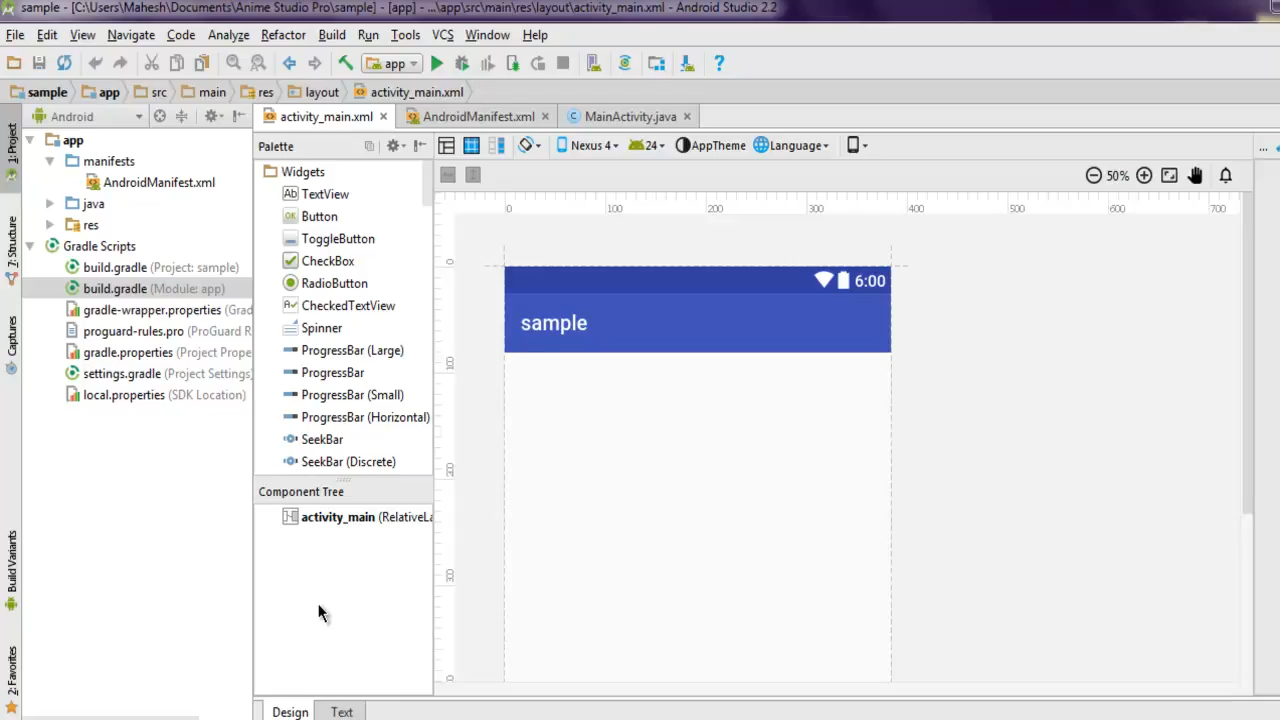 sample - [C:\Users\Mahesh\Documents\Anime Studio Pro\sample] - [app] - ...\app\src\main\res\layout\activity_main.xml - Android Studio 2.2
File Edit View Navigate Code Analyze Refactor Build Run Tools VCS Window Help
app
sample app src main res layout activity_main.xml
Android
activity_main.xml AndroidManifest.xml MainActivity.java
1: Project
Z: Structure
Captures
Build Variants
2: Favorites
app
manifests
AndroidManifest.xml
java
res
Gradle Scripts
build.gradle (Project: sample)
build.gradle (Module: app)
gradle-wrapper.properties (Grad
proguard-rules.pro (ProGuard R
gradle.properties (Project Prope
settings.gradle (Project Settings)
local.properties (SDK Location)
Palette
Widgets
Ab TextView
OK Button
ToggleButton
CheckBox
RadioButton
CheckedTextView
Spinner
ProgressBar (Large)
ProgressBar
ProgressBar (Small)
ProgressBar (Horizontal)
SeekBar
SeekBar (Discrete)
Component Tree
activity_main (RelativeLa
Nexus 4 24 AppTheme Language ...
50%
0 100 200 300 400 500 600 700
0
100
200
300
6:00
sample
Design Text